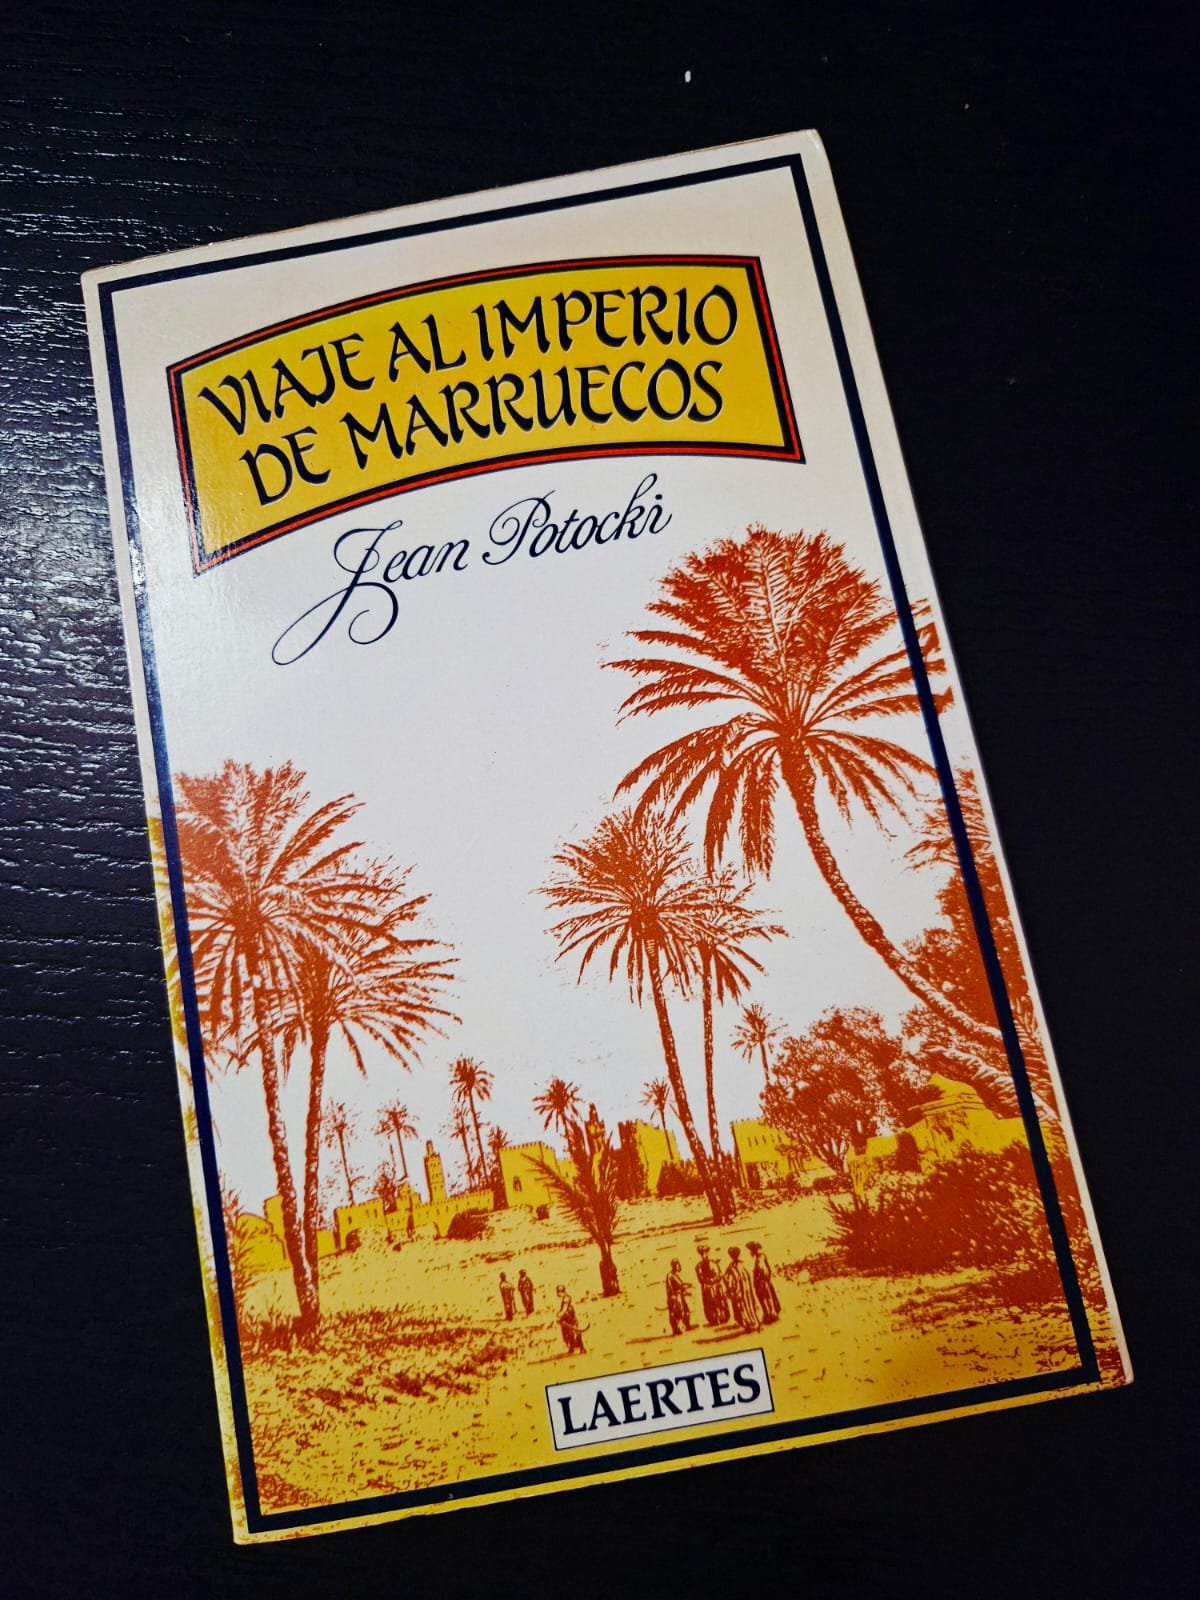 VIAJE AL IMPERIO
DE MARRUECOS
Jean Potocki
LAERTES